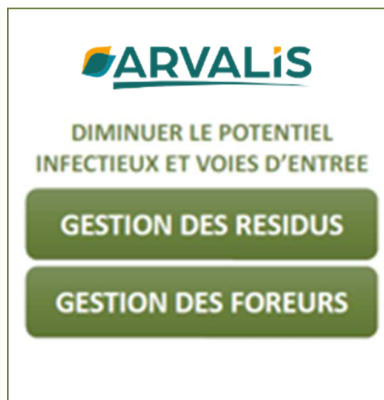 ARVALiS
DIMINUER LE POTENTIEL
INFECTIEUX ET VOIES D'ENTREE
GESTION DES RESIDUS
GESTION DES FOREURS